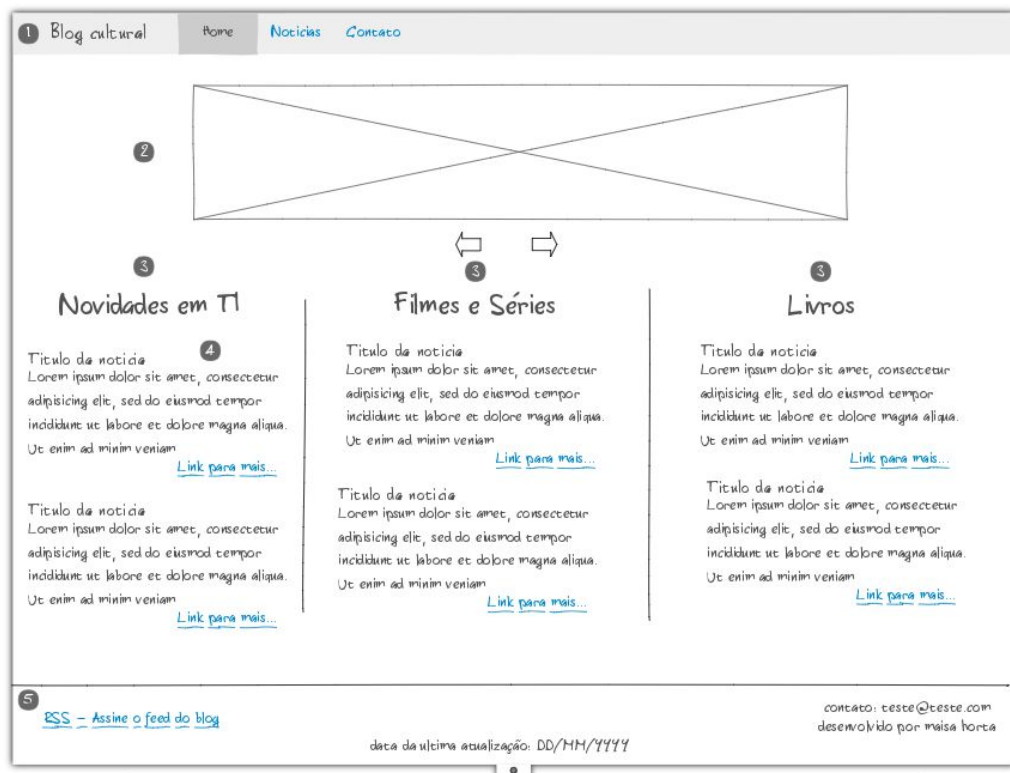 1 Blog cultural Home Noticias Contato
2
3
Novidades em TI
4
Titulo da noticia
Lorem ipsum dolor sit amet, consectetur
adipisicing elit, sed do eiusmod tempor
incididunt ut labore et dolore magna aliqua.
Ut enim ad minim veniam
Link para mais...
Titulo da noticia
Lorem ipsum dolor sit amet, consectetur
adipisicing elit, sed do eiusmod tempor
incididunt ut labore et dolore magna aliqua.
Ut enim ad minim veniam
Link para mais...
3
Filmes e Séries
Titulo da noticia
Lorem ipsum dolor sit amet, consectetur
adipisicing elit, sed do eiusmod tempor
incididunt ut labore et dolore magna aliqua.
Ut enim ad minim veniam
Link para mais...
Titulo da noticia
Lorem ipsum dolor sit amet, consectetur
adipisicing elit, sed do eiusmod tempor
incididunt ut labore et dolore magna aliqua.
Ut enim ad minim veniam
Link para mais...
3
Livros
Titulo da noticia
Lorem ipsum dolor sit amet, consectetur
adipisicing elit, sed do eiusmod tempor
incididunt ut labore et dolore magna aliqua.
Ut enim ad minim veniam
Link para mais...
Titulo da noticia
Lorem ipsum dolor sit amet, consectetur
adipisicing elit, sed do eiusmod tempor
incididunt ut labore et dolore magna aliqua.
Ut enim ad minim veniam
Link para mais...
5
RSS - Assine o feed do blog
contato: teste@teste.com
desenvolvido por maisa horta
data da ultima atualização: DD/MM/YYYY